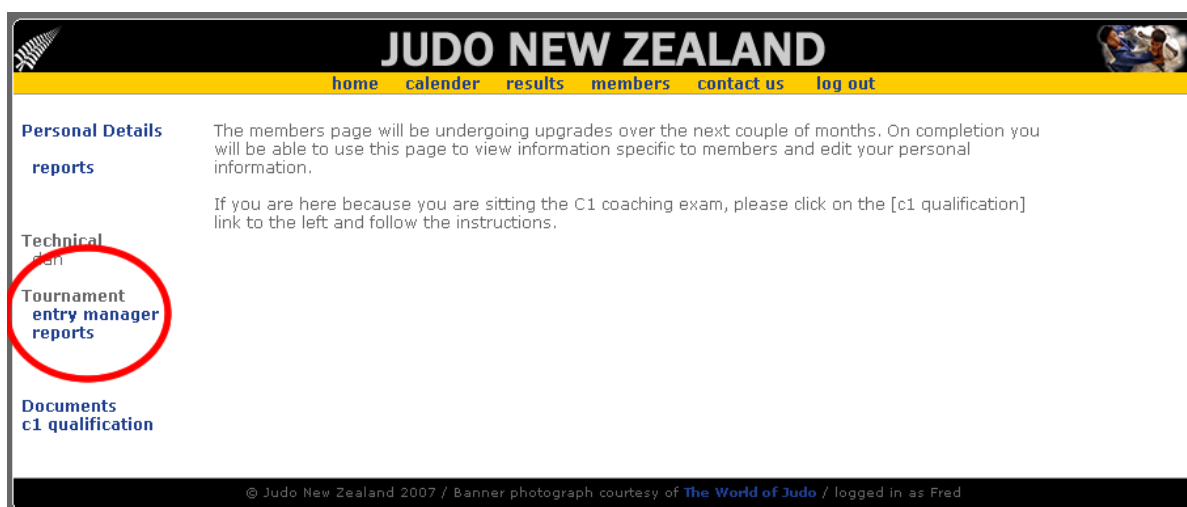 JUDO NEW ZEALAND
home calender results members contact us log out
Personal Details
reports
Technical
dan
Tournament
entry manager
reports
Documents
c1 qualification
The members page will be undergoing upgrades over the next couple of months. On completion you
will be able to use this page to view information specific to members and edit your personal
information.
If you are here because you are sitting the C1 coaching exam, please click on the [c1 qualification]
link to the left and follow the instructions.
© Judo New Zealand 2007 / Banner photograph courtesy of The World of Judo / logged in as Fred